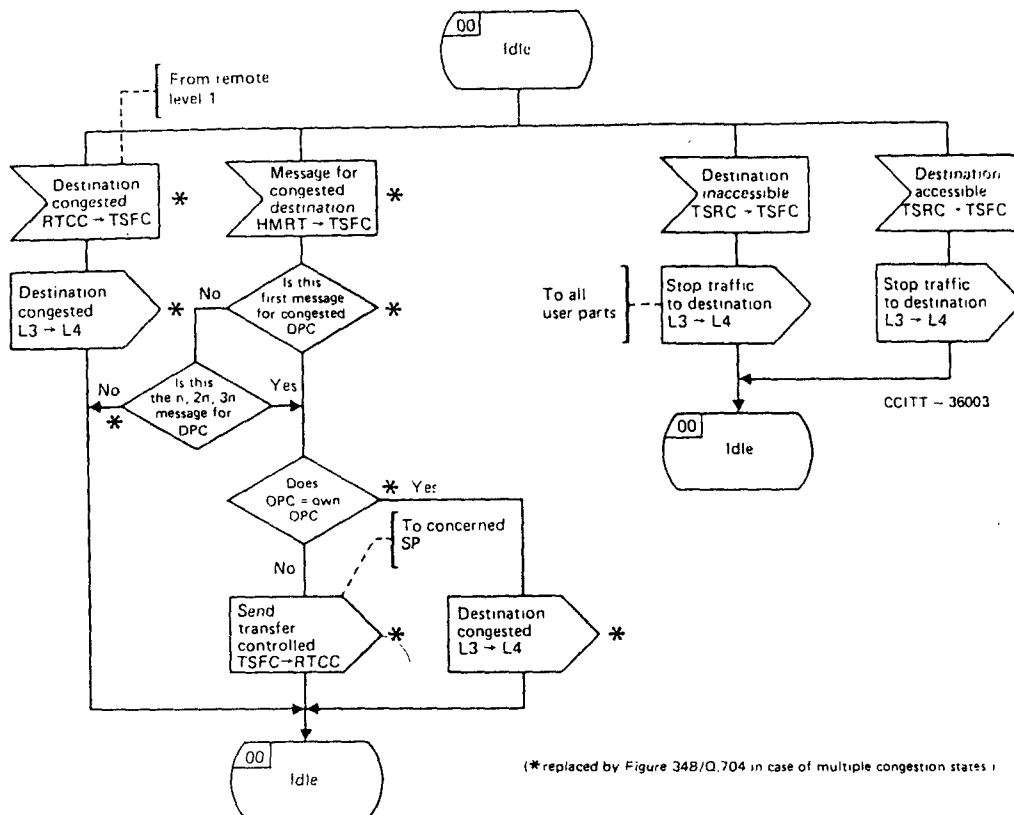 00
Idle
From remote
level 1
Destination
congested
RTCC → TSFC
*
Message for
congested
destination
HMRT → TSFC
*
Destination
inaccessible
TSRC → TSFC
Destination
accessible
TSRC → TSFC
Destination
congested
L3 → L4
*
No
Is this
first message
for congested
OPC
*
To all
user parts
Stop traffic
to destination
L3 → L4
Stop traffic
to destination
L3 → L4
No
*
Is this
the n, 2n, 3n
message for
DPC
Yes
CCITT – 36003
00
Idle
Does
OPC = own
OPC
* Yes
To concerned
SP
No
Send
transfer
controlled
TSFC→RTCC
*
Destination
congested
L3 → L4
*
00
Idle
(* replaced by Figure 348/Q.704 in case of multiple congestion states )